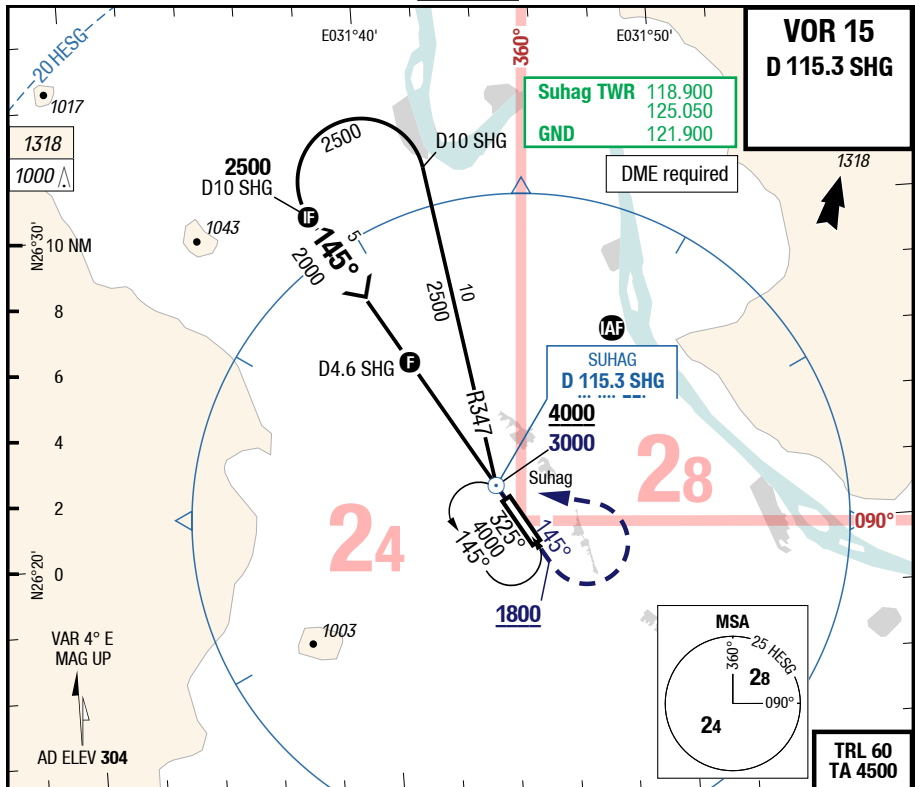 VOR 15
D 115.3 SHG
E031°40'
E031°50'
360°
20 HESG
1017
1318
1000
Suhag TWR 118.900
125.050
GND 121.900
DME required
1318
2500
D10 SHG
2500
D10 SHG
IF
1043
N26°30'
10 NM
145°
5
2000
10
2500
8
IAF
6
D4.6 SHG
F
SUHAG
D 115.3 SHG
R347
4
4000
3000
Suhag
28
2
24
325°
4000
145°
145°
090°
N26°20'
0
1800
1003
VAR 4° E
MAG UP
AD ELEV 304
MSA
25 HESG
360°
28
090°
24
TRL 60
TA 4500